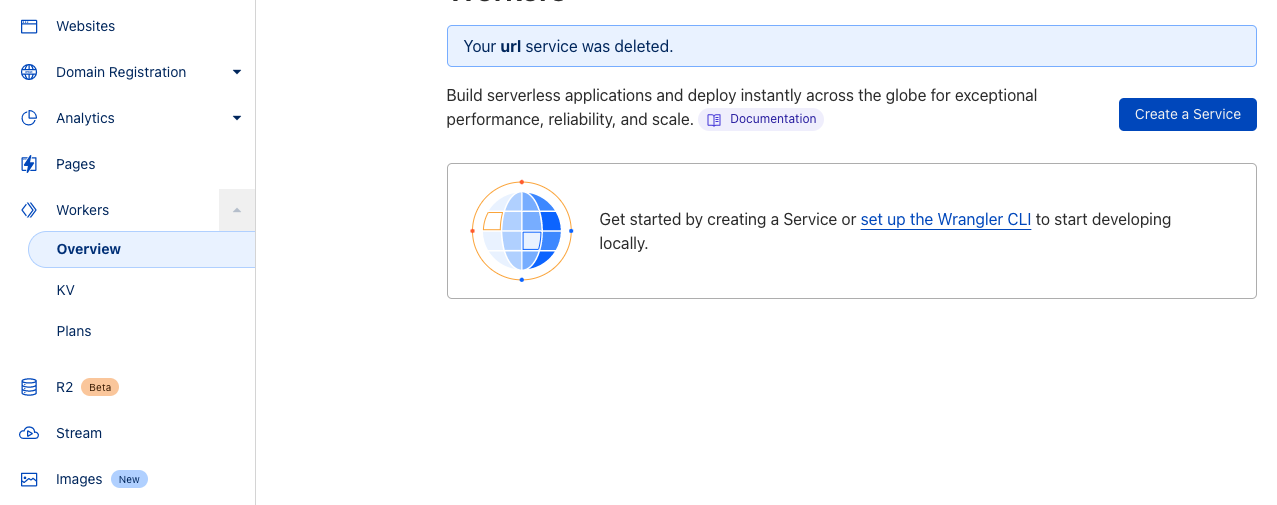 Websites
Domain Registration
Analytics
Pages
Workers
Overview
KV
Plans
R2 Beta
Stream
Images New
Your url service was deleted.
Build serverless applications and deploy instantly across the globe for exceptional
performance, reliability, and scale. Documentation
Create a Service
Get started by creating a Service or set up the Wrangler CLI to start developing
locally.